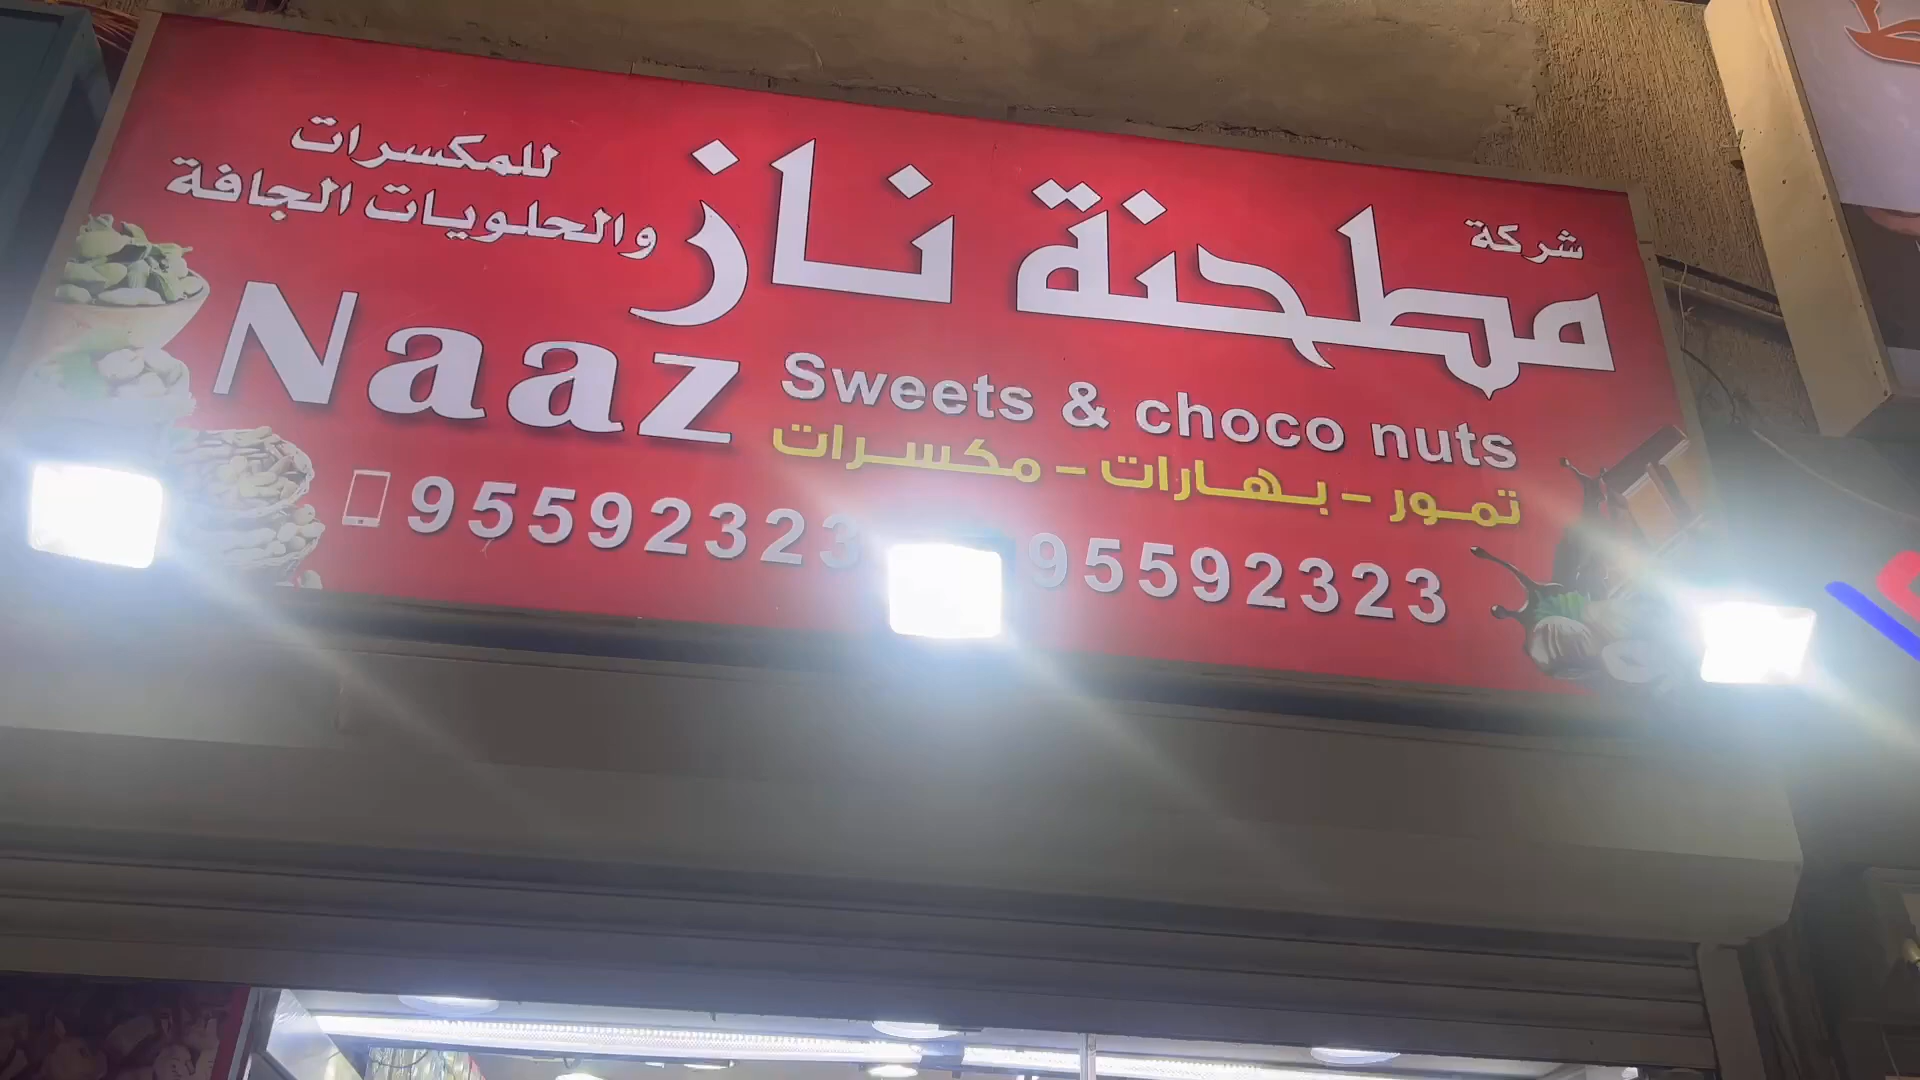 شركة
مطحنة ناز
للمكسرات
والحلويات الجافة
Naaz Sweets & choco nuts
تمور - بهارات - مكسرات
95592323 95592323